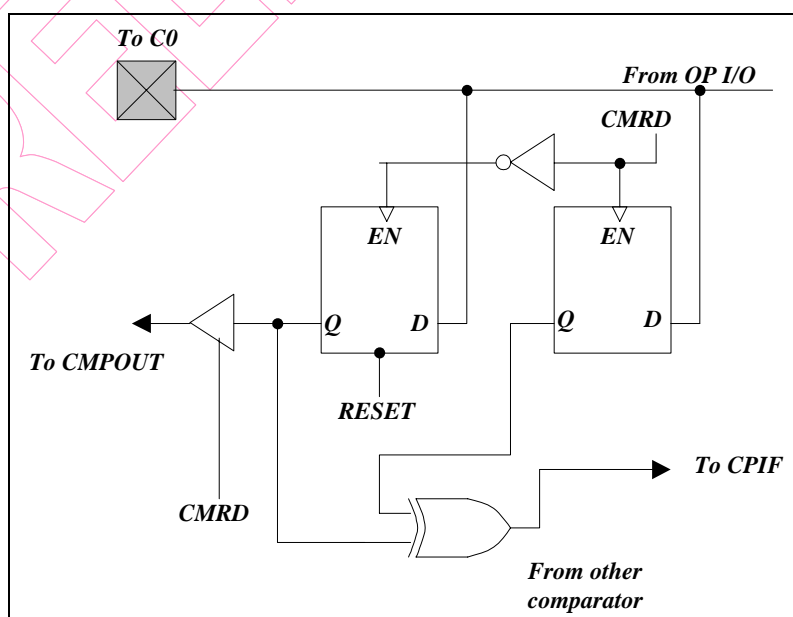 To C0
From OP I/O
CMRD
EN
EN
Q
D
Q
D
To CMPOUT
RESET
To CPIF
CMRD
From other
comparator